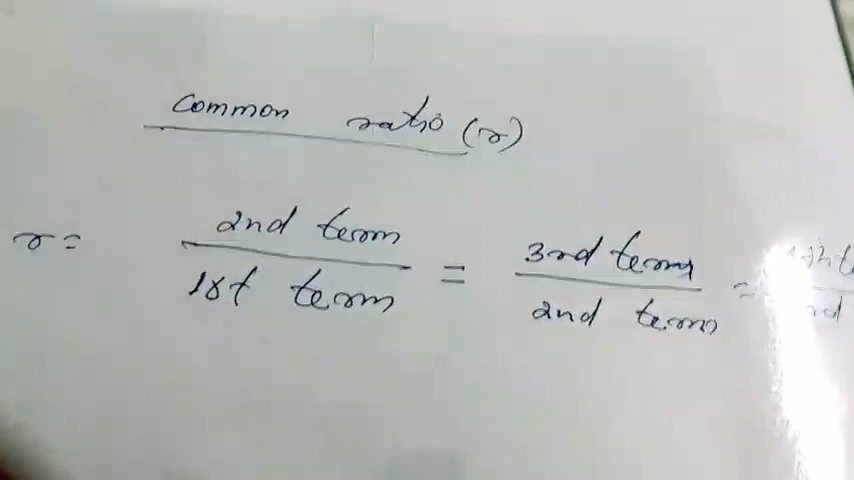 Common ratio (r)
r = 2nd term / 1st term = 3rd term / 2nd term =